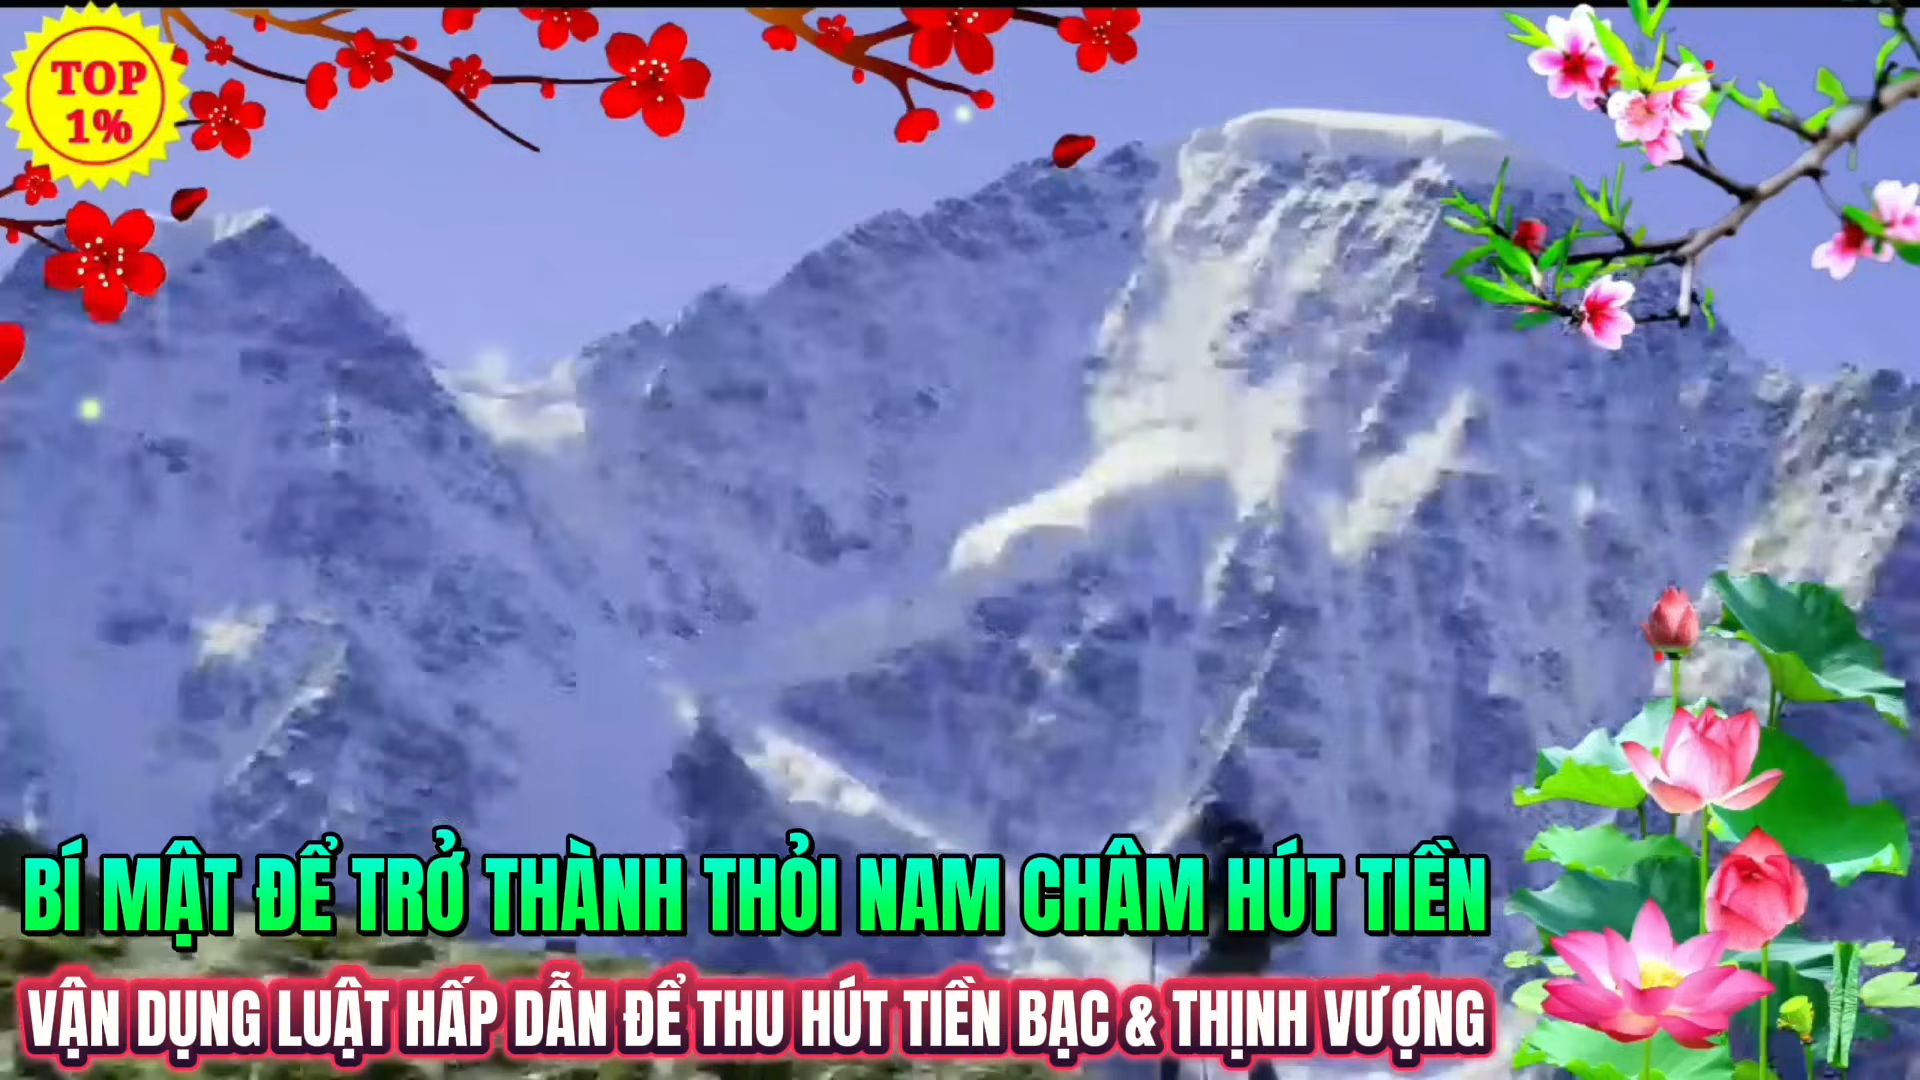 TOP
1%
BÍ MẬT ĐỂ TRỞ THÀNH THỎI NAM CHÂM HÚT TIỀN
VẬN DỤNG LUẬT HẤP DẪN ĐỂ THU HÚT TIỀN BẠC & THỊNH VƯỢNG